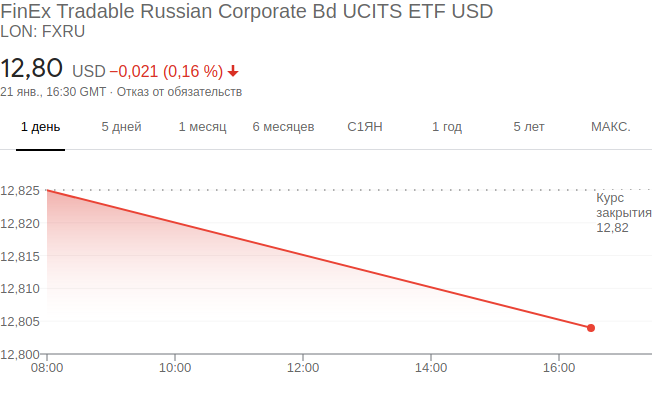 FinEx Tradable Russian Corporate Bd UCITS ETF USD
LON: FXRU
12,80 USD −0,021 (0,16 %)
21 янв., 16:30 GMT · Отказ от обязательств
1 день 5 дней 1 месяц 6 месяцев С1ЯН 1 год 5 лет МАКС.
12,825
Курс
закрытия
12,82
12,820
12,815
12,810
12,805
12,800
08:00 10:00 12:00 14:00 16:00